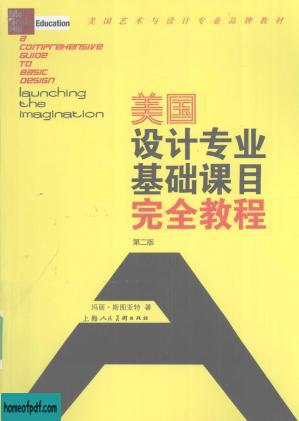 Mc
Graw
Hill
Education
美国艺术与设计专业品牌教材
a
comprehensive
guide
to
basic
design
launching
the
imagination
美国
设计专业
基础课目
完全教程
第二版
玛丽·斯图亚特 著
上海人民美术出版社
A
homeofpdf.com